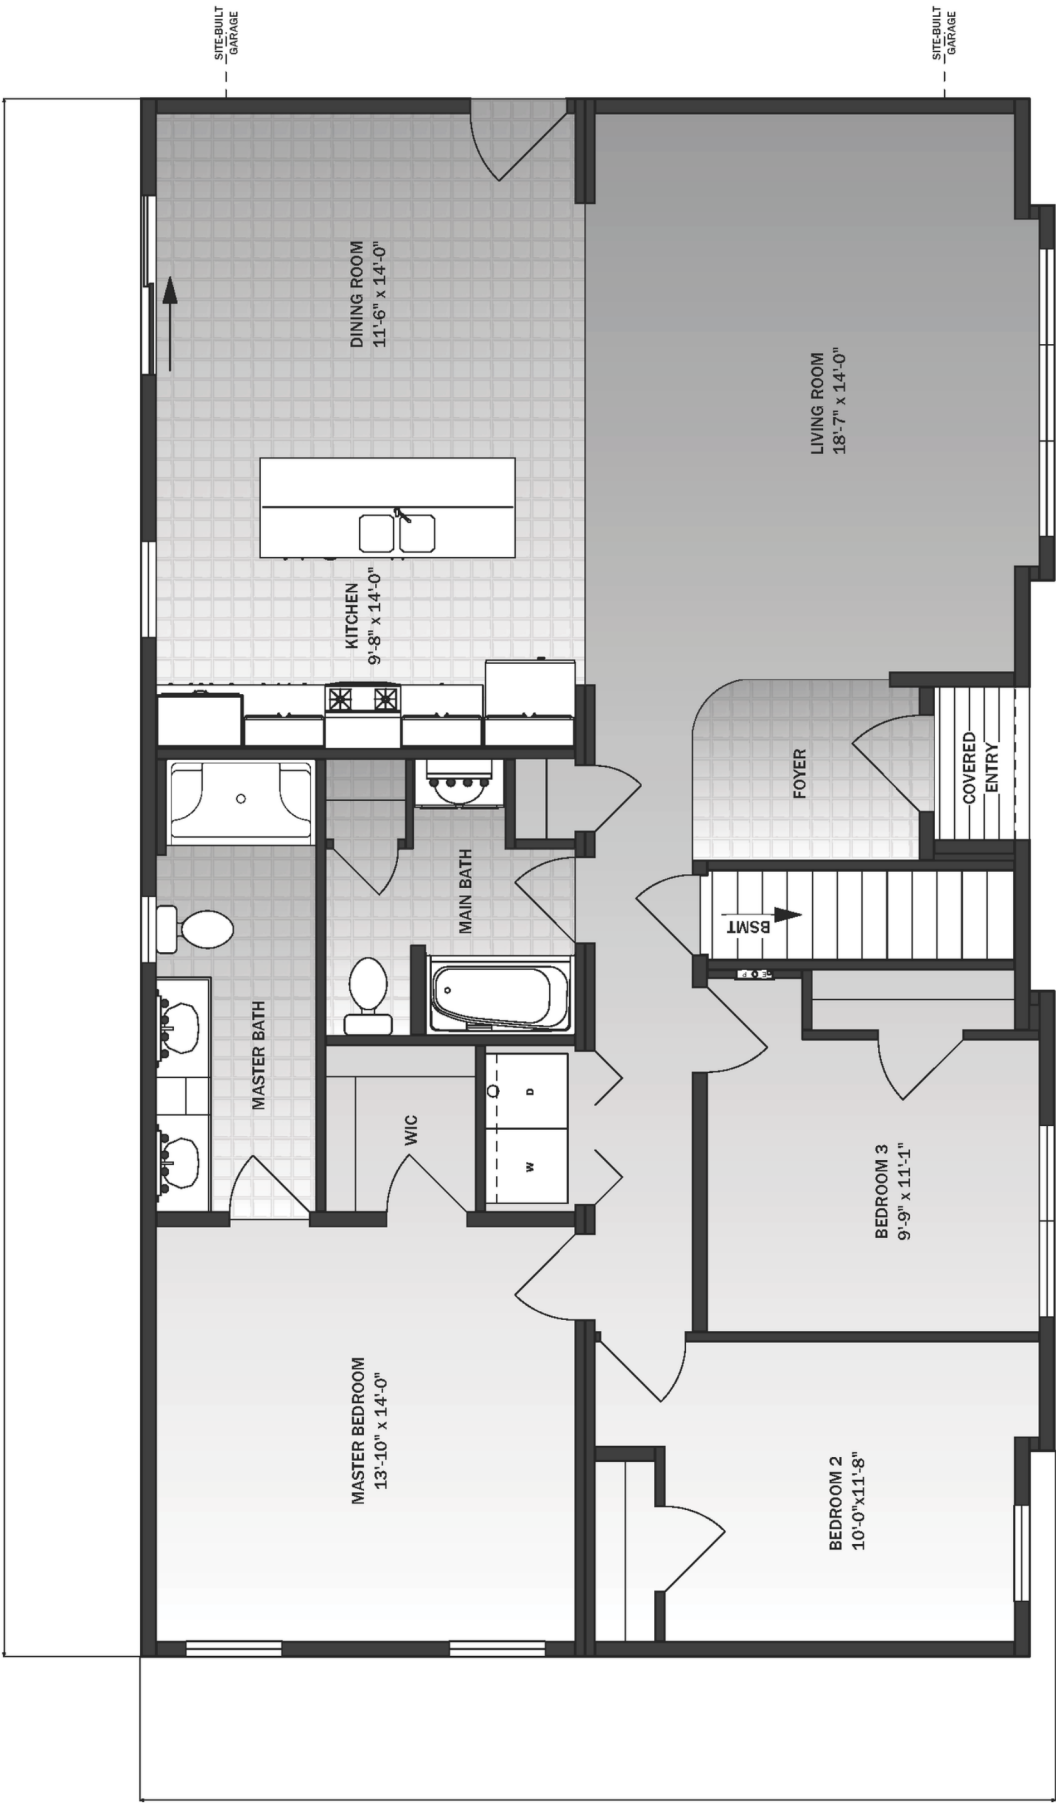 SITE-BUILT
GARAGE
SITE-BUILT
GARAGE
DINING ROOM
11'-6" x 14'-0"
LIVING ROOM
18'-7" x 14'-0"
KITCHEN
9'-8" x 14'-0"
FOYER
COVERED
ENTRY
MAIN BATH
BSMT
MASTER BATH
WIC
D
W
BEDROOM 3
9'-9" x 11'-1"
MASTER BEDROOM
13'-10" x 14'-0"
BEDROOM 2
10'-0"x11'-8"